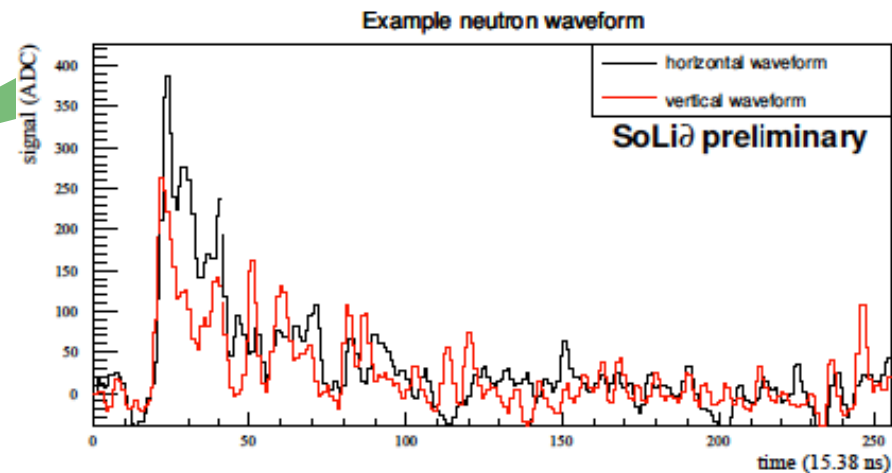 Example neutron waveform
signal (ADC)
400
350
300
250
200
150
100
50
0
horizontal waveform
vertical waveform
SoLi∂ preliminary
0
50
100
150
200
250
time (15.38 ns)